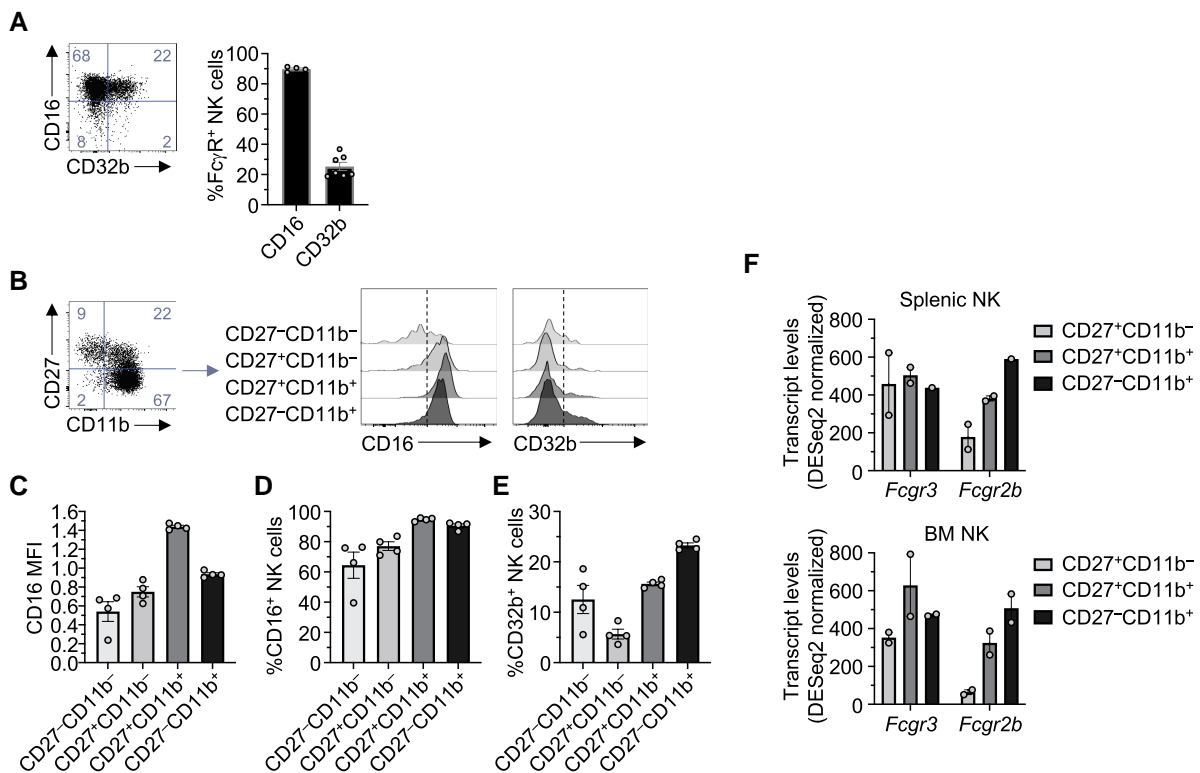 A
68 22
8 2
CD16
CD32b
%FcγR⁺ NK cells
100
80
60
40
20
0
CD16
CD32b
B
9 22
2 67
CD27
CD11b
CD27⁻CD11b⁻
CD27⁺CD11b⁻
CD27⁺CD11b⁺
CD27⁻CD11b⁺
CD16
CD32b
C
CD16 MFI
1.6
1.4
1.2
1.0
0.8
0.6
0.4
0.2
0.0
CD27⁻CD11b⁻
CD27⁺CD11b⁻
CD27⁺CD11b⁺
CD27⁻CD11b⁺
D
%CD16⁺ NK cells
100
80
60
40
20
0
CD27⁻CD11b⁻
CD27⁺CD11b⁻
CD27⁺CD11b⁺
CD27⁻CD11b⁺
E
%CD32b⁺ NK cells
30
20
10
0
CD27⁻CD11b⁻
CD27⁺CD11b⁻
CD27⁺CD11b⁺
CD27⁻CD11b⁺
F
Splenic NK
Transcript levels
(DESeq2 normalized)
800
600
400
200
0
Fcgr3 Fcgr2b
CD27⁺CD11b⁻
CD27⁺CD11b⁺
CD27⁻CD11b⁺
BM NK
Transcript levels
(DESeq2 normalized)
800
600
400
200
0
Fcgr3 Fcgr2b
CD27⁺CD11b⁻
CD27⁺CD11b⁺
CD27⁻CD11b⁺